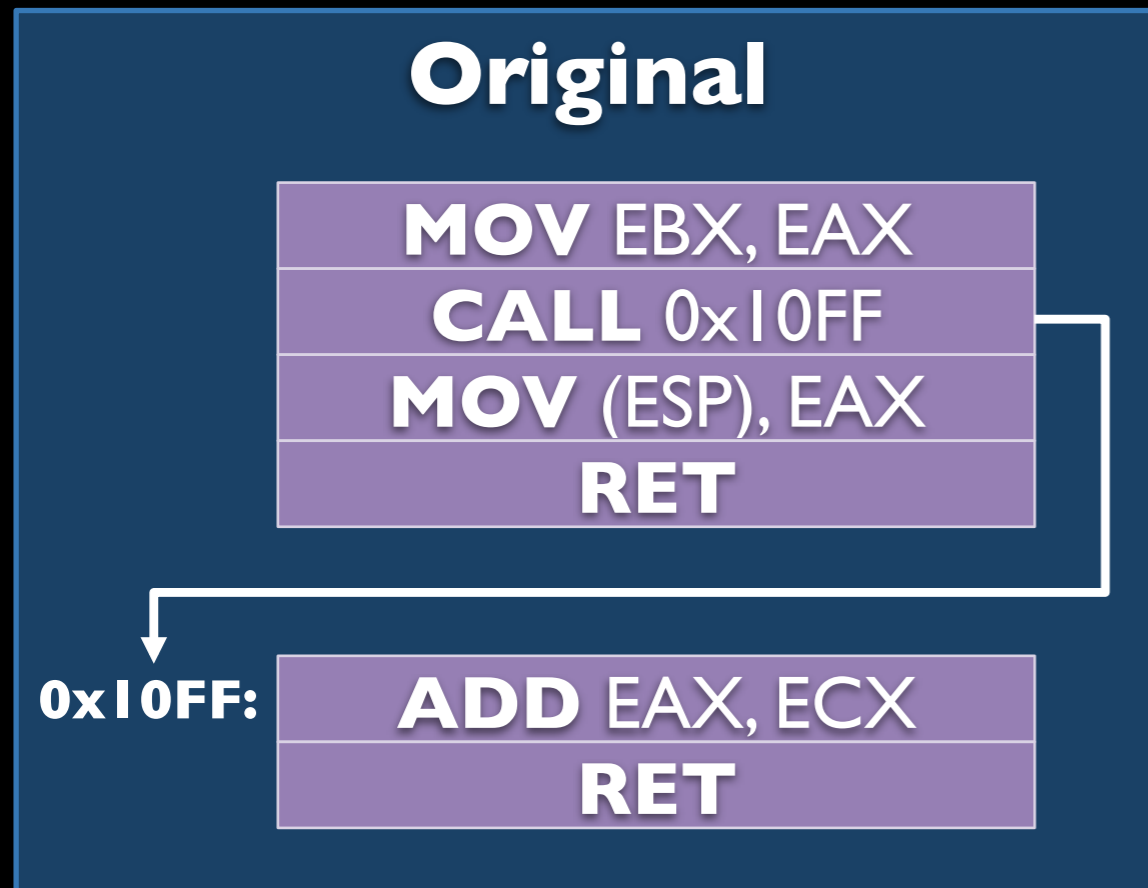 Original
MOV EBX, EAX
CALL 0x10FF
MOV (ESP), EAX
RET
0x10FF:
ADD EAX, ECX
RET